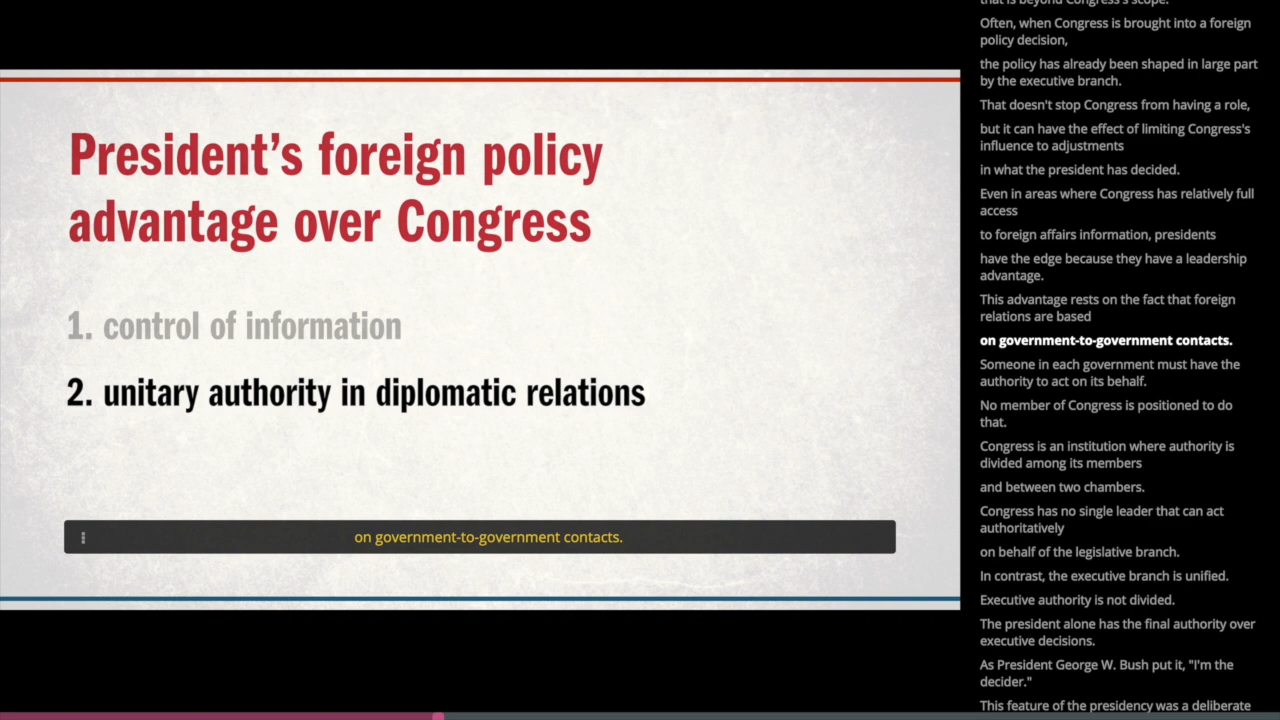 President's foreign policy
advantage over Congress
1. control of information
2. unitary authority in diplomatic relations
on government-to-government contacts.
that is beyond Congress's scope.
Often, when Congress is brought into a foreign
policy decision,
the policy has already been shaped in large part
by the executive branch.
That doesn't stop Congress from having a role,
but it can have the effect of limiting Congress's
influence to adjustments
in what the president has decided.
Even in areas where Congress has relatively full
access
to foreign affairs information, presidents
have the edge because they have a leadership
advantage.
This advantage rests on the fact that foreign
relations are based
on government-to-government contacts.
Someone in each government must have the
authority to act on its behalf.
No member of Congress is positioned to do
that.
Congress is an institution where authority is
divided among its members
and between two chambers.
Congress has no single leader that can act
authoritatively
on behalf of the legislative branch.
In contrast, the executive branch is unified.
Executive authority is not divided.
The president alone has the final authority over
executive decisions.
As President George W. Bush put it, "I'm the
decider."
This feature of the presidency was a deliberate